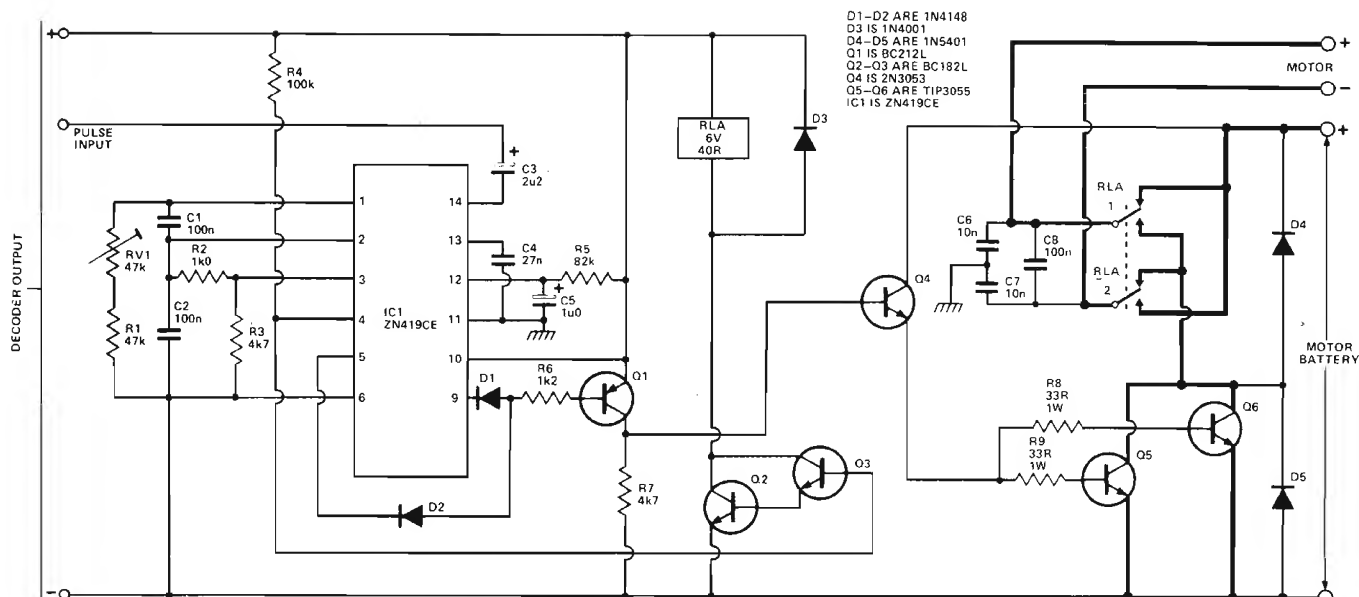 D1–D2 ARE 1N4148
D3 IS 1N4001
D4–D5 ARE 1N5401
Q1 IS BC212L
Q2–Q3 ARE BC182L
Q4 IS 2N3053
Q5–Q6 ARE TIP3055
IC1 IS ZN419CE
+
R4
100k
PULSE
INPUT
DECODER OUTPUT
RV1
47k
R1
47k
C1
100n
R2
1k0
C2
100n
R3
4k7
1
2
3
4
5
6
IC1
ZN419CE
14
13
12
11
10
9
+
C3
2u2
C4
27n
R5
82k
+
C5
1u0
D1
R6
1k2
Q1
D2
R7
4k7
RLA
6V
40R
D3
Q2
Q3
Q4
C6
10n
C7
10n
C8
100n
RLA
1
RLA
2
R8
33R
1W
R9
33R
1W
Q5
Q6
D4
D5
+
MOTOR
–
+
MOTOR
BATTERY
–